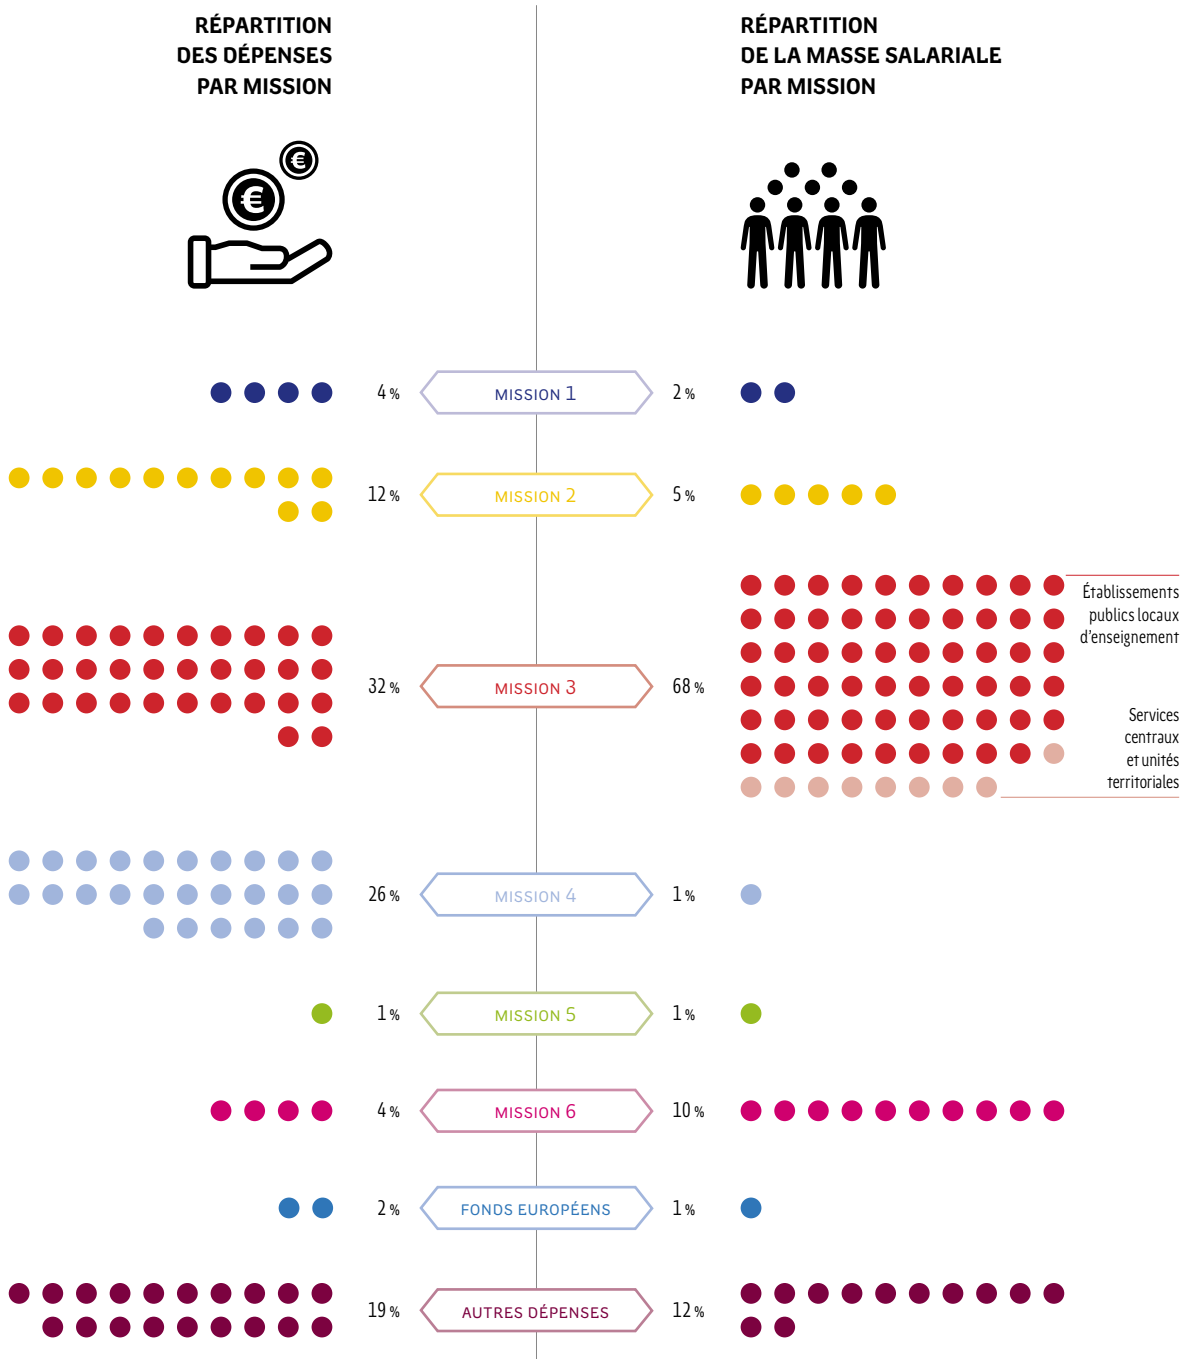 RÉPARTITION
DES DÉPENSES
PAR MISSION
RÉPARTITION
DE LA MASSE SALARIALE
PAR MISSION
€
€
4 %
MISSION 1
2 %
12 %
MISSION 2
5 %
Établissements
publics locaux
d'enseignement
32 %
MISSION 3
68 %
Services
centraux
et unités
territoriales
26 %
MISSION 4
1 %
1 %
MISSION 5
1 %
4 %
MISSION 6
10 %
2 %
FONDS EUROPÉENS
1 %
19 %
AUTRES DÉPENSES
12 %